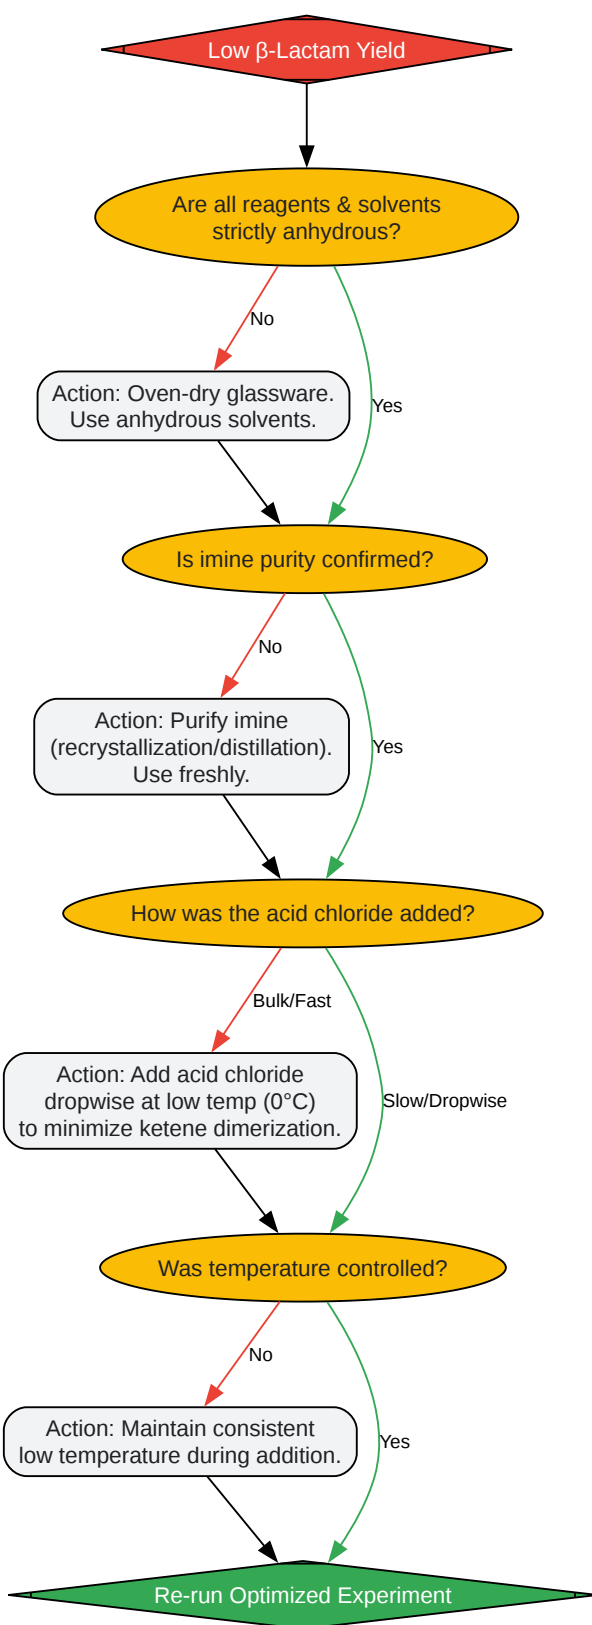 Low β-Lactam Yield
Are all reagents & solvents
strictly anhydrous?
No
Action: Oven-dry glassware.
Use anhydrous solvents.
Yes
Is imine purity confirmed?
No
Action: Purify imine
(recrystallization/distillation).
Use freshly.
Yes
How was the acid chloride added?
Bulk/Fast
Action: Add acid chloride
dropwise at low temp (0°C)
to minimize ketene dimerization.
Slow/Dropwise
Was temperature controlled?
No
Action: Maintain consistent
low temperature during addition.
Yes
Re-run Optimized Experiment